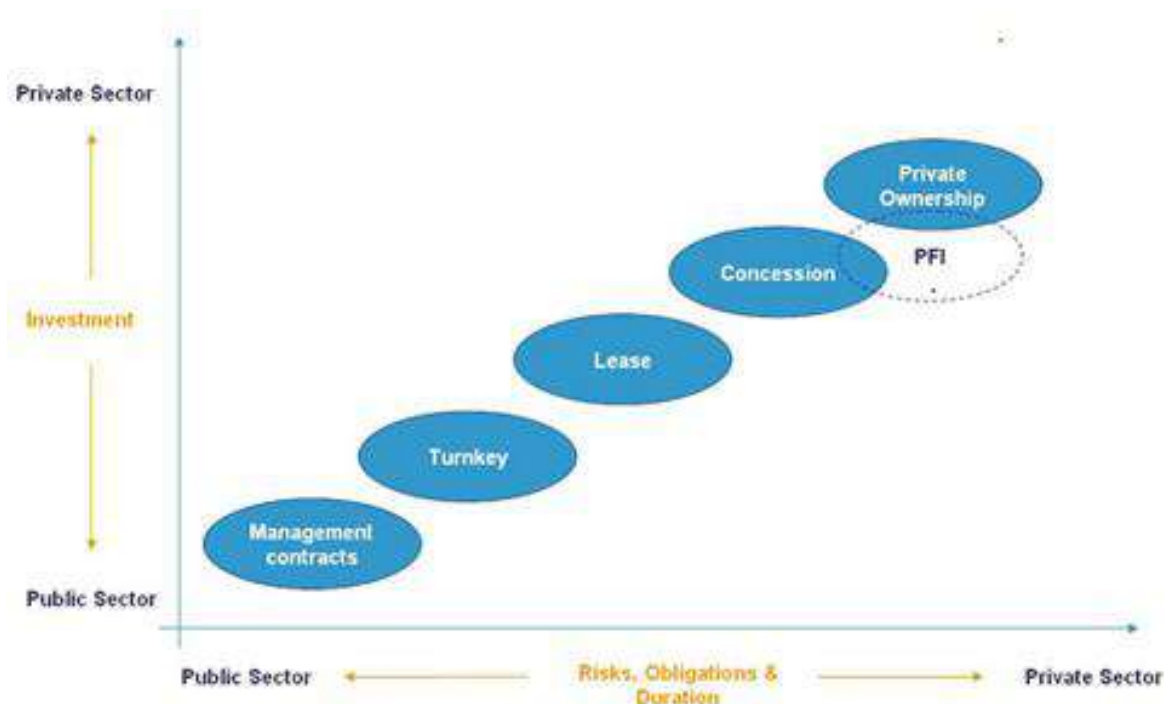 Private Sector
Private
Ownership
PFI
Concession
Investment
Lease
Turnkey
Management
contracts
Public Sector
Public Sector
Risks, Obligations &
Duration
Private Sector